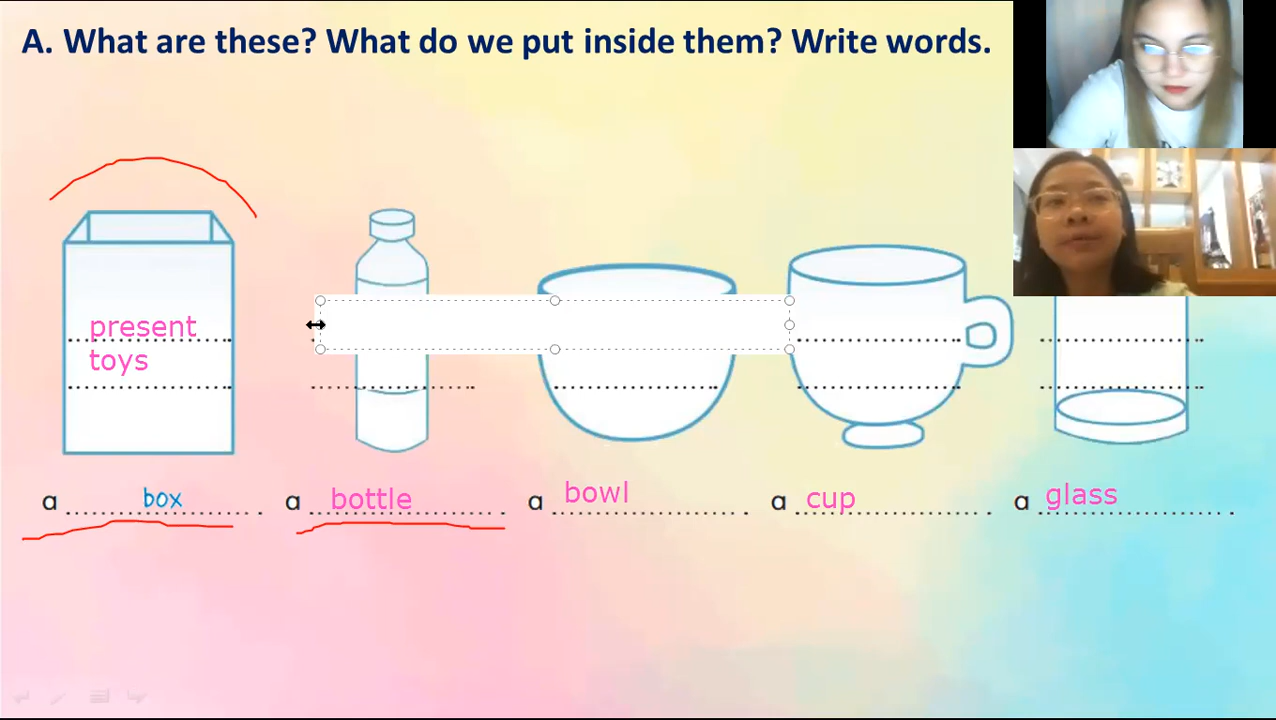 A. What are these? What do we put inside them? Write words.
present
toys
a box.
a bottle.
a bowl.
a cup.
a glass.